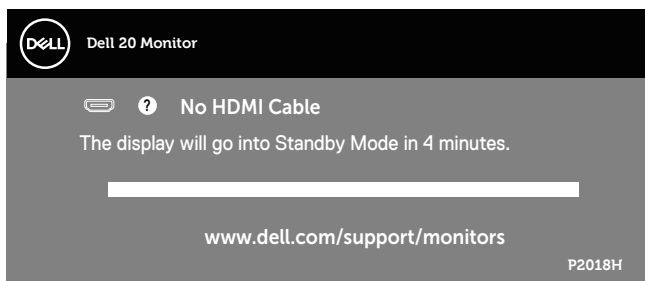 DELL Dell 20 Monitor
? No HDMI Cable
The display will go into Standby Mode in 4 minutes.
www.dell.com/support/monitors
P2018H